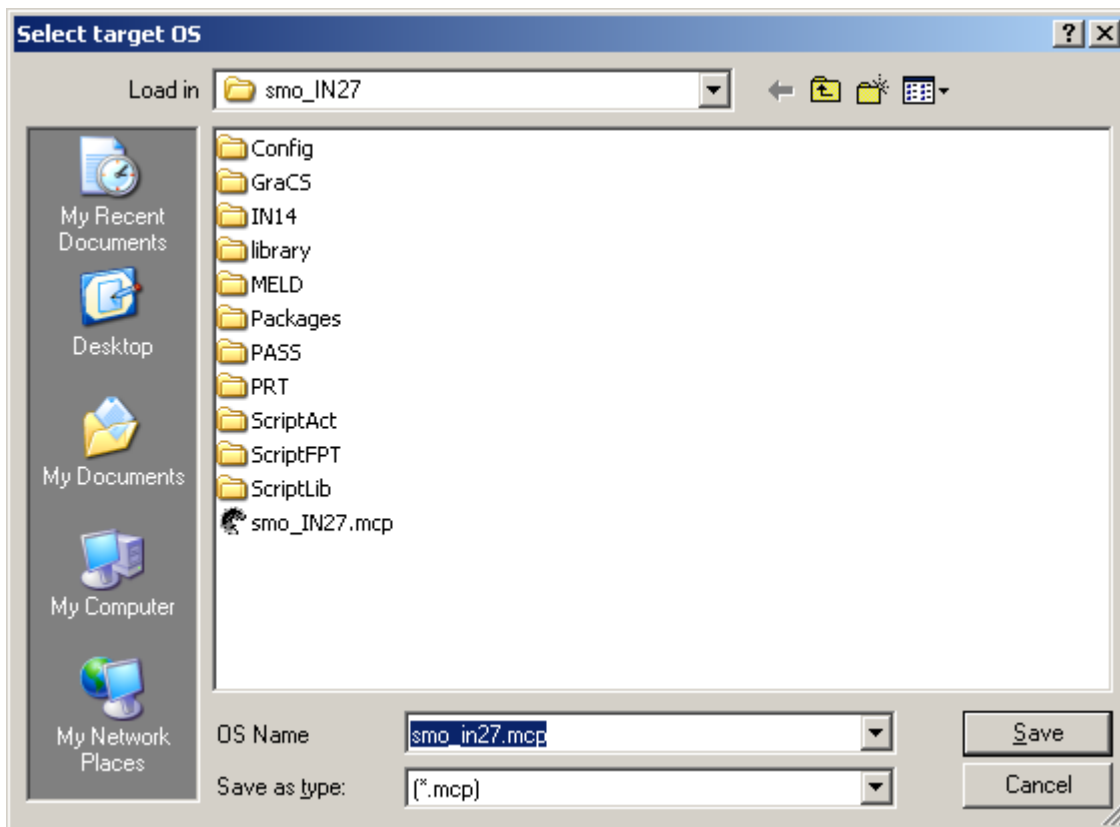 Select target OS
Load in smo_IN27
My Recent
Documents
Desktop
My Documents
My Computer
My Network
Places
Config
GraCS
IN14
library
MELD
Packages
PASS
PRT
ScriptAct
ScriptFPT
ScriptLib
smo_IN27.mcp
OS Name smo_in27.mcp Save
Save as type: (*.mcp) Cancel